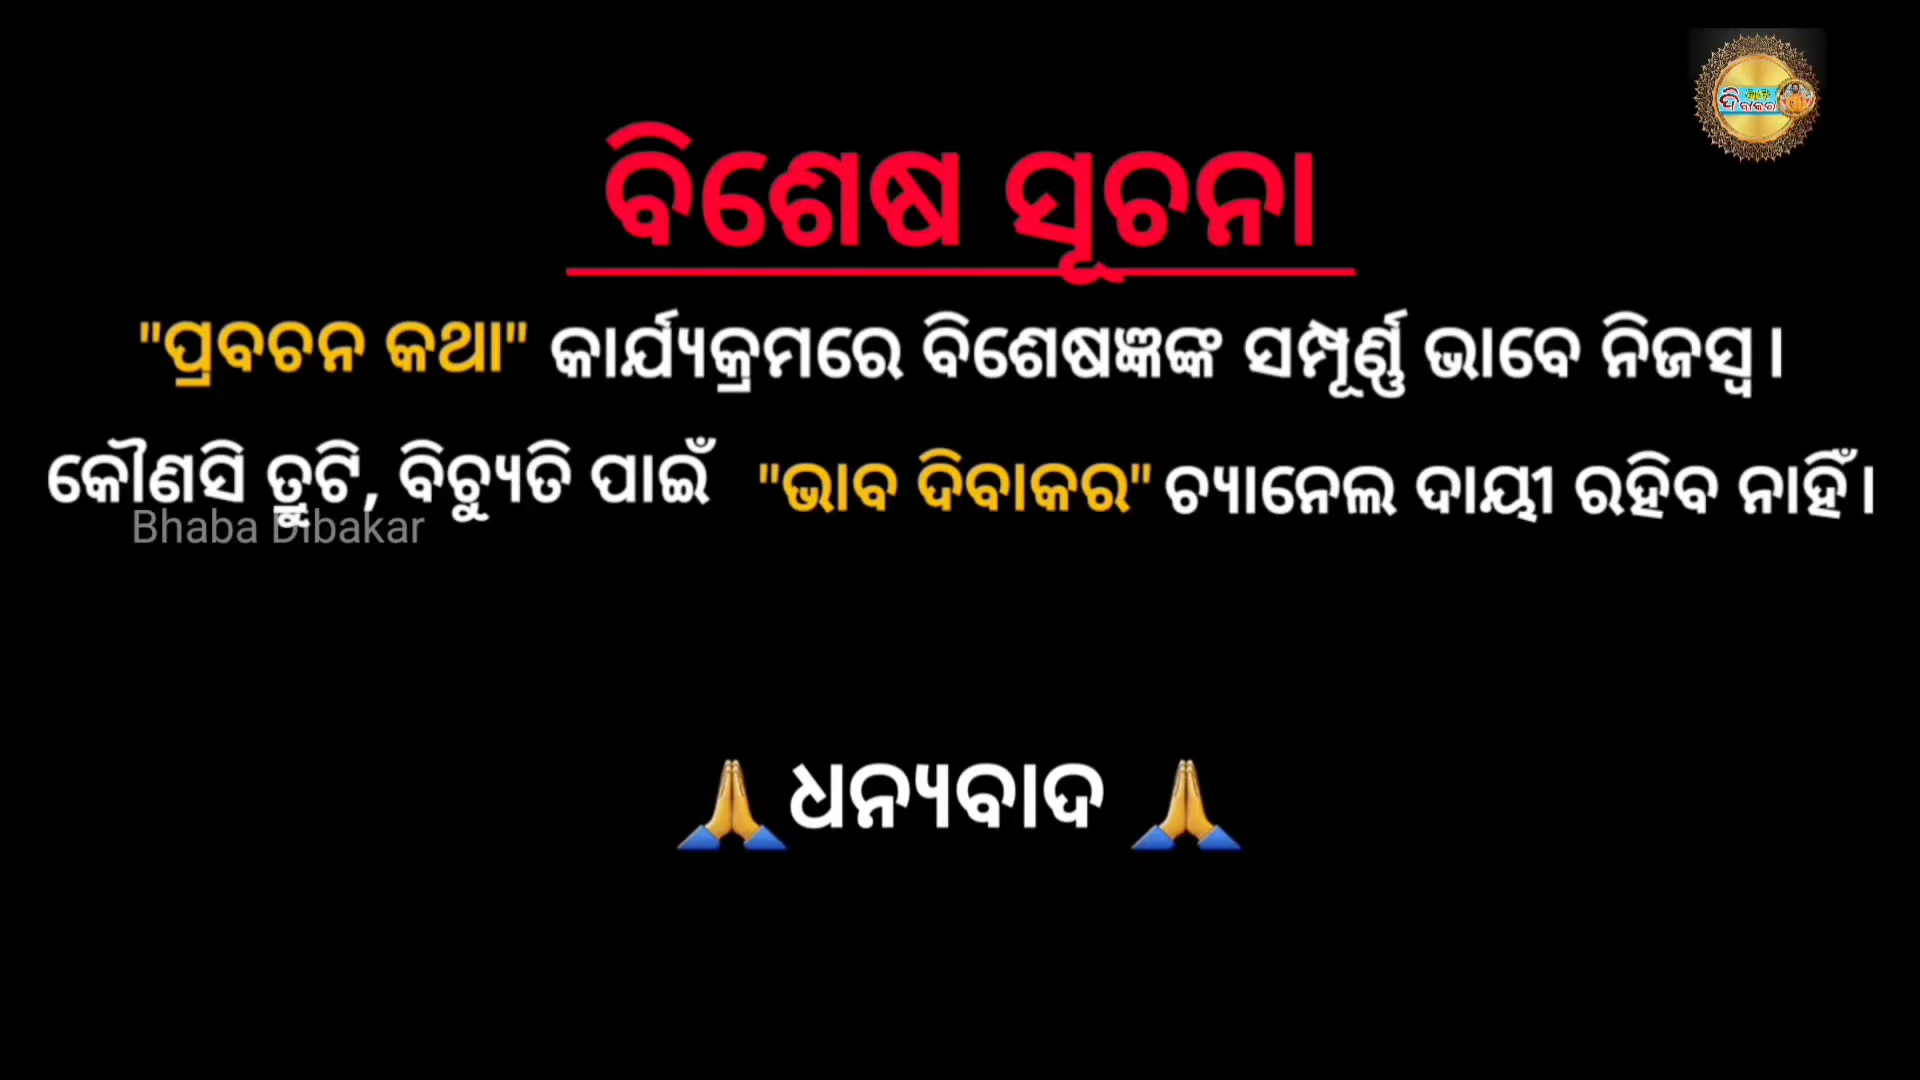 ବିଶେଷ ସୂଚନା
"ପ୍ରବଚନ କଥା" କାର୍ଯ୍ୟକ୍ରମରେ ବିଶେଷଜ୍ଞଙ୍କ ସମ୍ପୂର୍ଣ୍ଣ ଭାବେ ନିଜସ୍ୱ।
କୌଣସି ତ୍ରୁଟି, ବିଚ୍ୟୁତି ପାଇଁ "ଭାବ ଦିବାକର" ଚ୍ୟାନେଲ ଦାୟୀ ରହିବ ନାହିଁ।
Bhaba Dibakar
🙏ଧନ୍ୟବାଦ 🙏